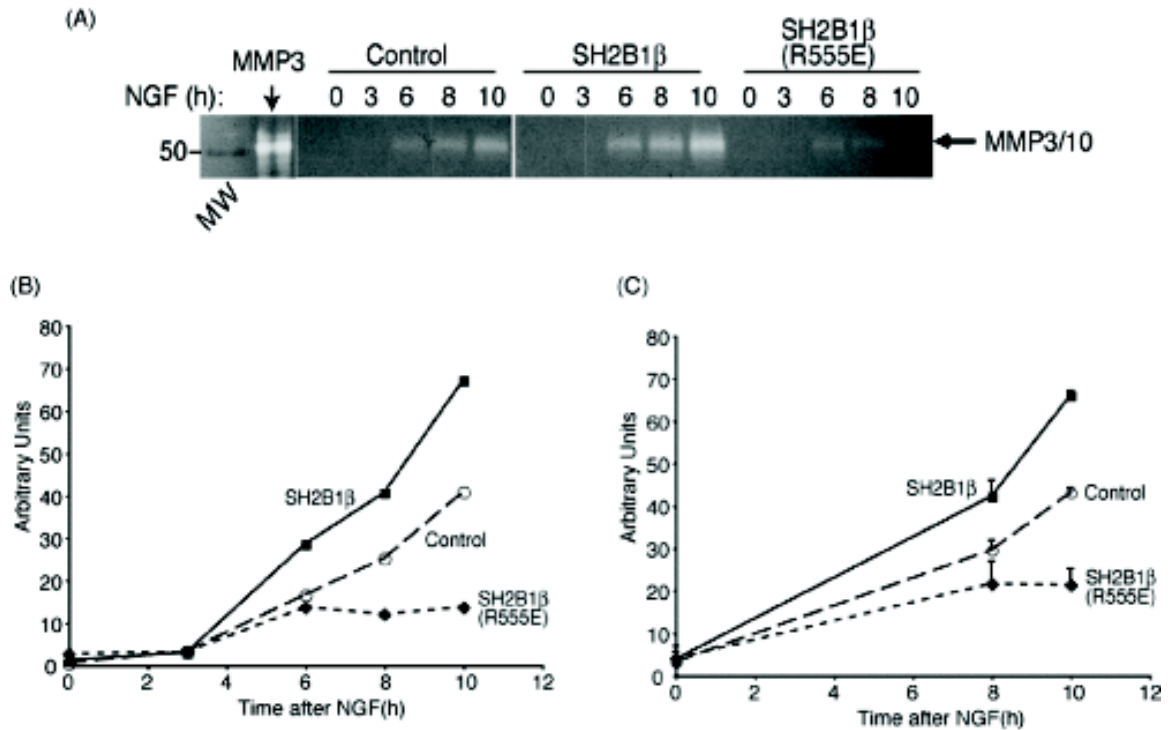 (A)
MMP3
Control
SH2B1β
SH2B1β
(R555E)
NGF (h):
0 3 6 8 10
0 3 6 8 10
0 3 6 8 10
50
MMP3/10
MW
(B)
80
70
60
50
40
30
20
10
0
Arbitrary Units
SH2B1β
Control
SH2B1β
(R555E)
0 2 4 6 8 10 12
Time after NGF(h)
(C)
80
70
60
50
40
30
20
10
0
Arbitrary Units
SH2B1β
Control
SH2B1β
(R555E)
0 2 4 6 8 10 12
Time after NGF(h)